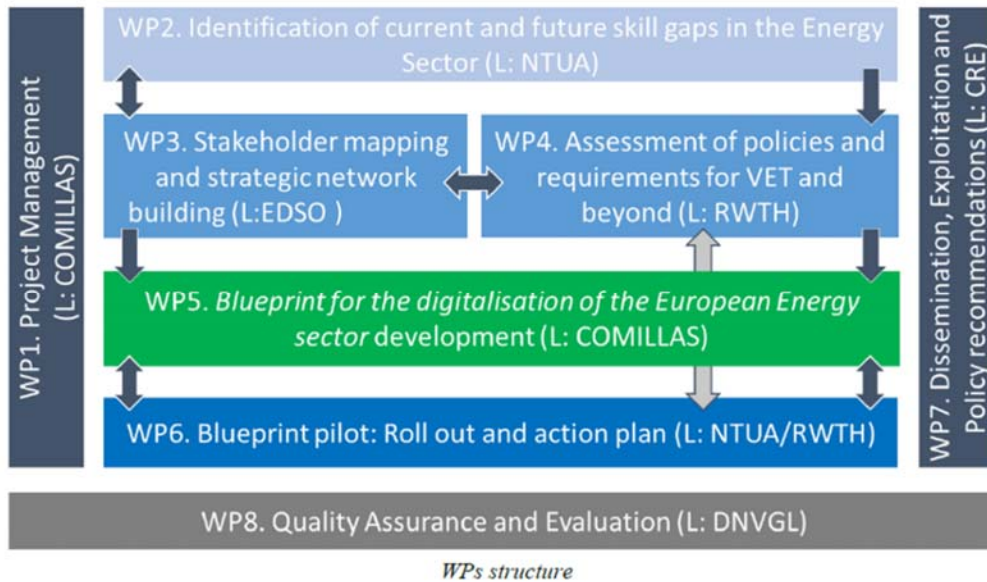 WP1. Project Management
(L: COMILLAS)
WP2. Identification of current and future skill gaps in the Energy
Sector (L: NTUA)
WP3. Stakeholder mapping
and strategic network
building (L:EDSO )
WP4. Assessment of policies and
requirements for VET and
beyond (L: RWTH)
WP5. Blueprint for the digitalisation of the European Energy
sector development (L: COMILLAS)
WP6. Blueprint pilot: Roll out and action plan (L: NTUA/RWTH)
WP7. Dissemination, Exploitation and
Policy recommendations (L: CRE)
WP8. Quality Assurance and Evaluation (L: DNVGL)
WPs structure